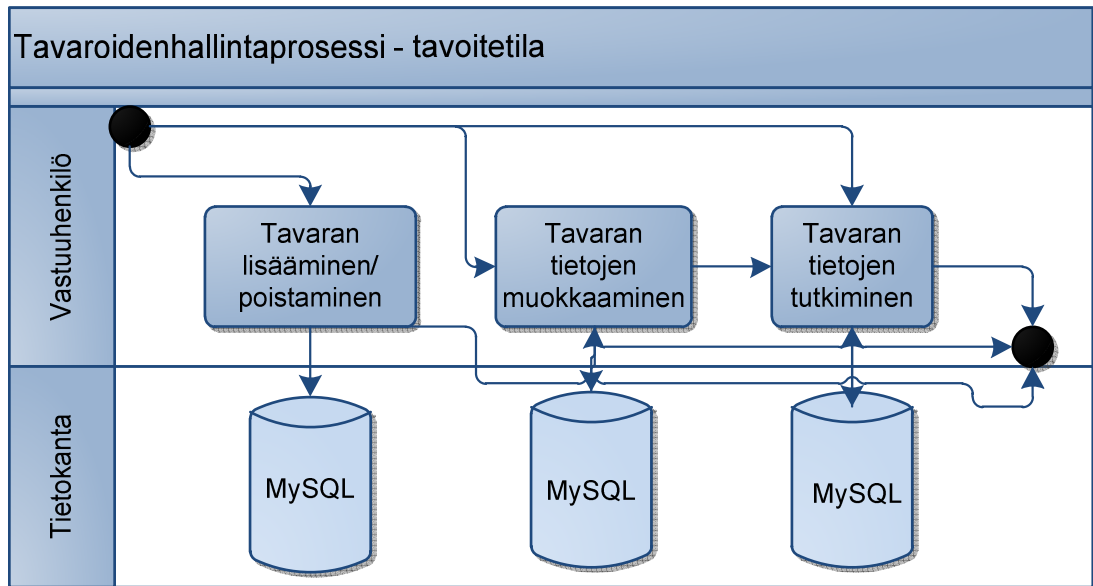 Tavaroidenhallintaprosessi - tavoitetila
Vastuuhenkilö
Tavaran
lisääminen/
poistaminen
Tavaran
tietojen
muokkaaminen
Tavaran
tietojen
tutkiminen
Tietokanta
MySQL
MySQL
MySQL